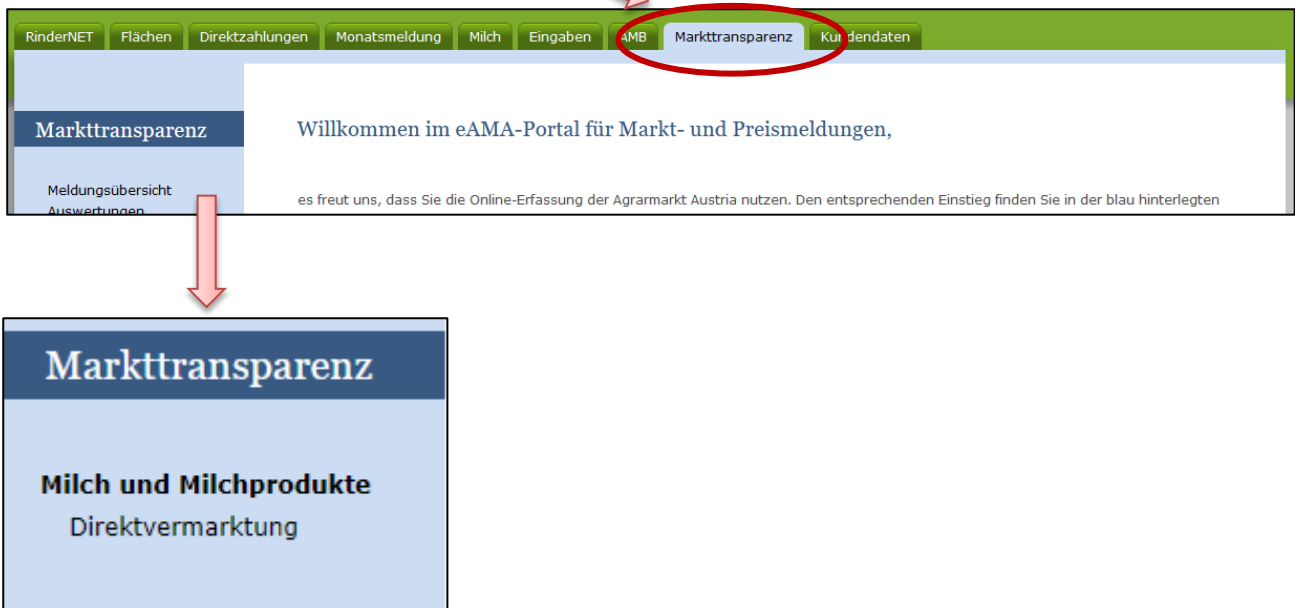 RinderNET Flächen Direktzahlungen Monatsmeldung Milch Eingaben AMB Markttransparenz Kundendaten
Markttransparenz
Willkommen im eAMA-Portal für Markt- und Preismeldungen,
Meldungsübersicht
es freut uns, dass Sie die Online-Erfassung der Agrarmarkt Austria nutzen. Den entsprechenden Einstieg finden Sie in der blau hinterlegten
Auswertungen
Markttransparenz
Milch und Milchprodukte
Direktvermarktung